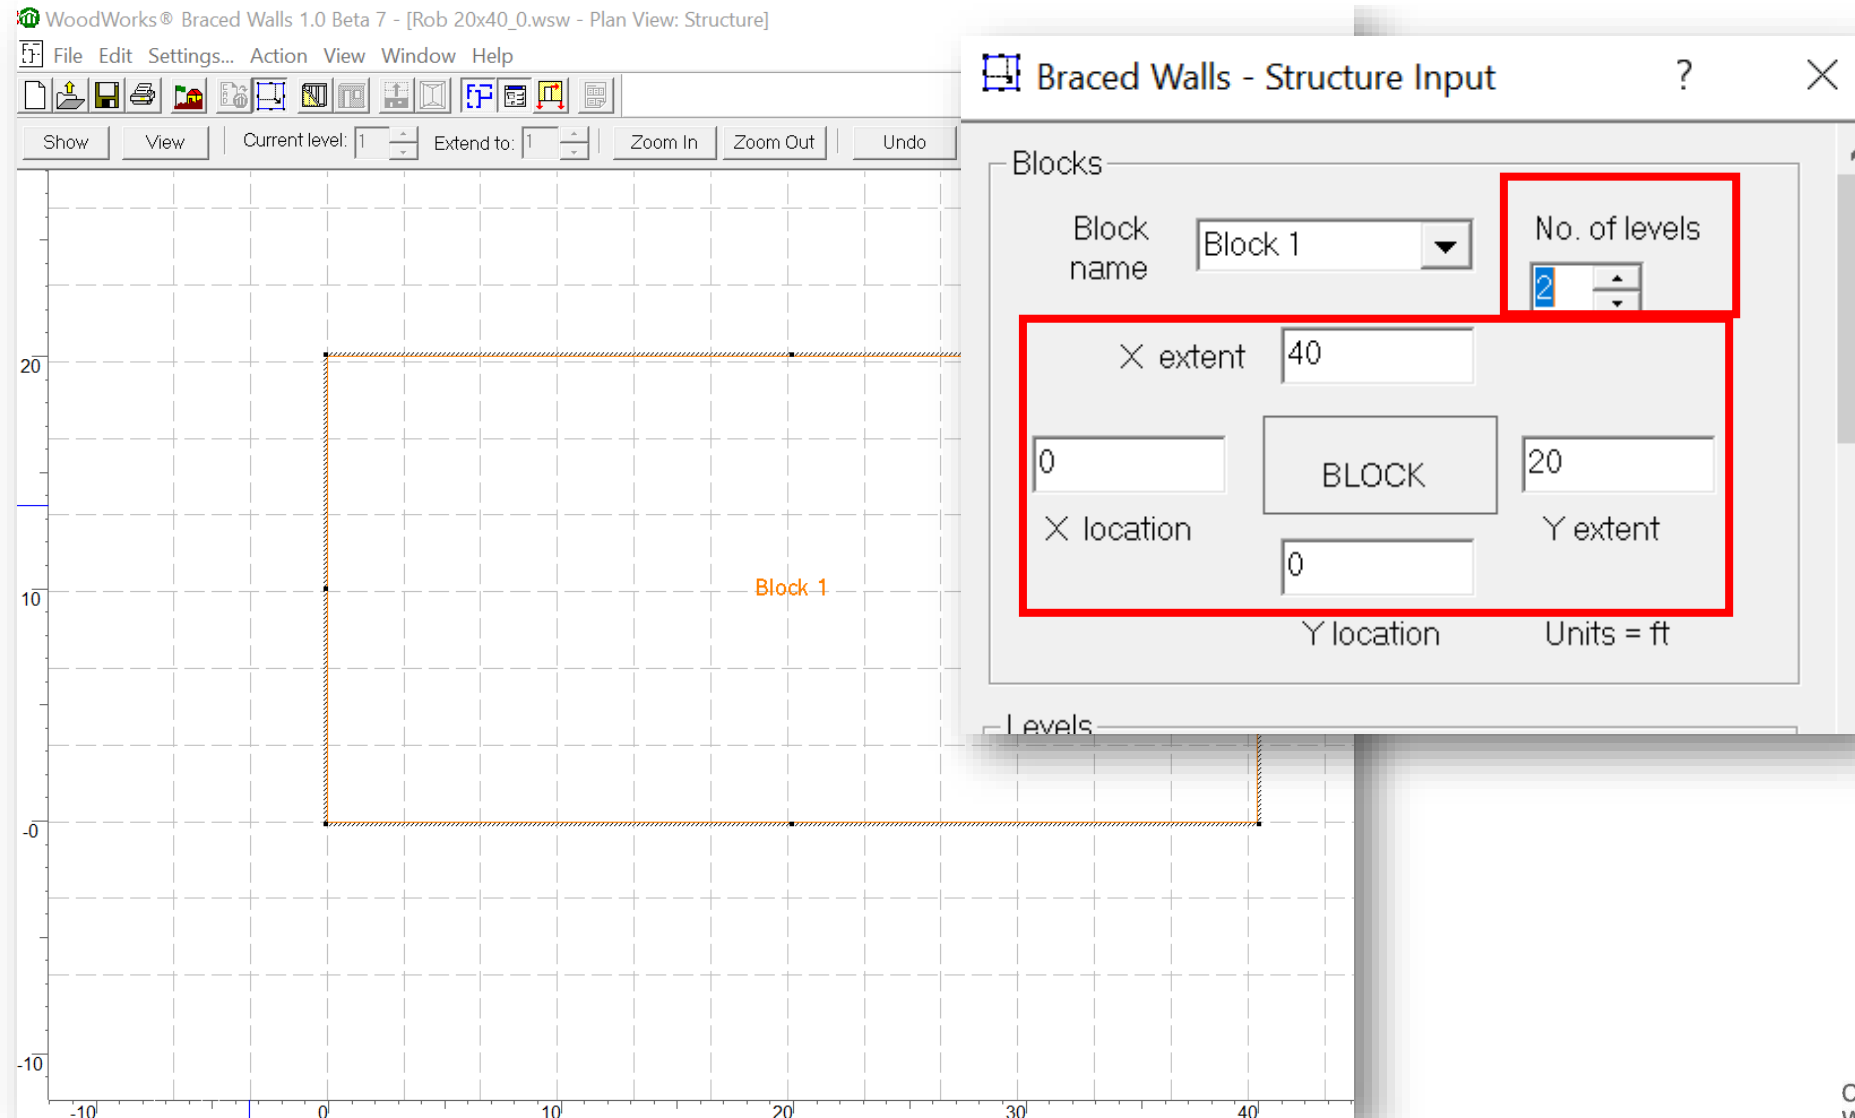 WoodWorks® Braced Walls 1.0 Beta 7 - [Rob 20x40_0.wsw - Plan View: Structure]
File Edit Settings... Action View Window Help
Show View Current level: 1 Extend to: 1 Zoom In Zoom Out Undo
20
10
-0
-10
-10 0 10 20 30 40
Block 1
Braced Walls - Structure Input ? X
Blocks
Block name Block 1
No. of levels
2
X extent 40
0 BLOCK 20
X location Y extent
0
Y location Units = ft
Levels